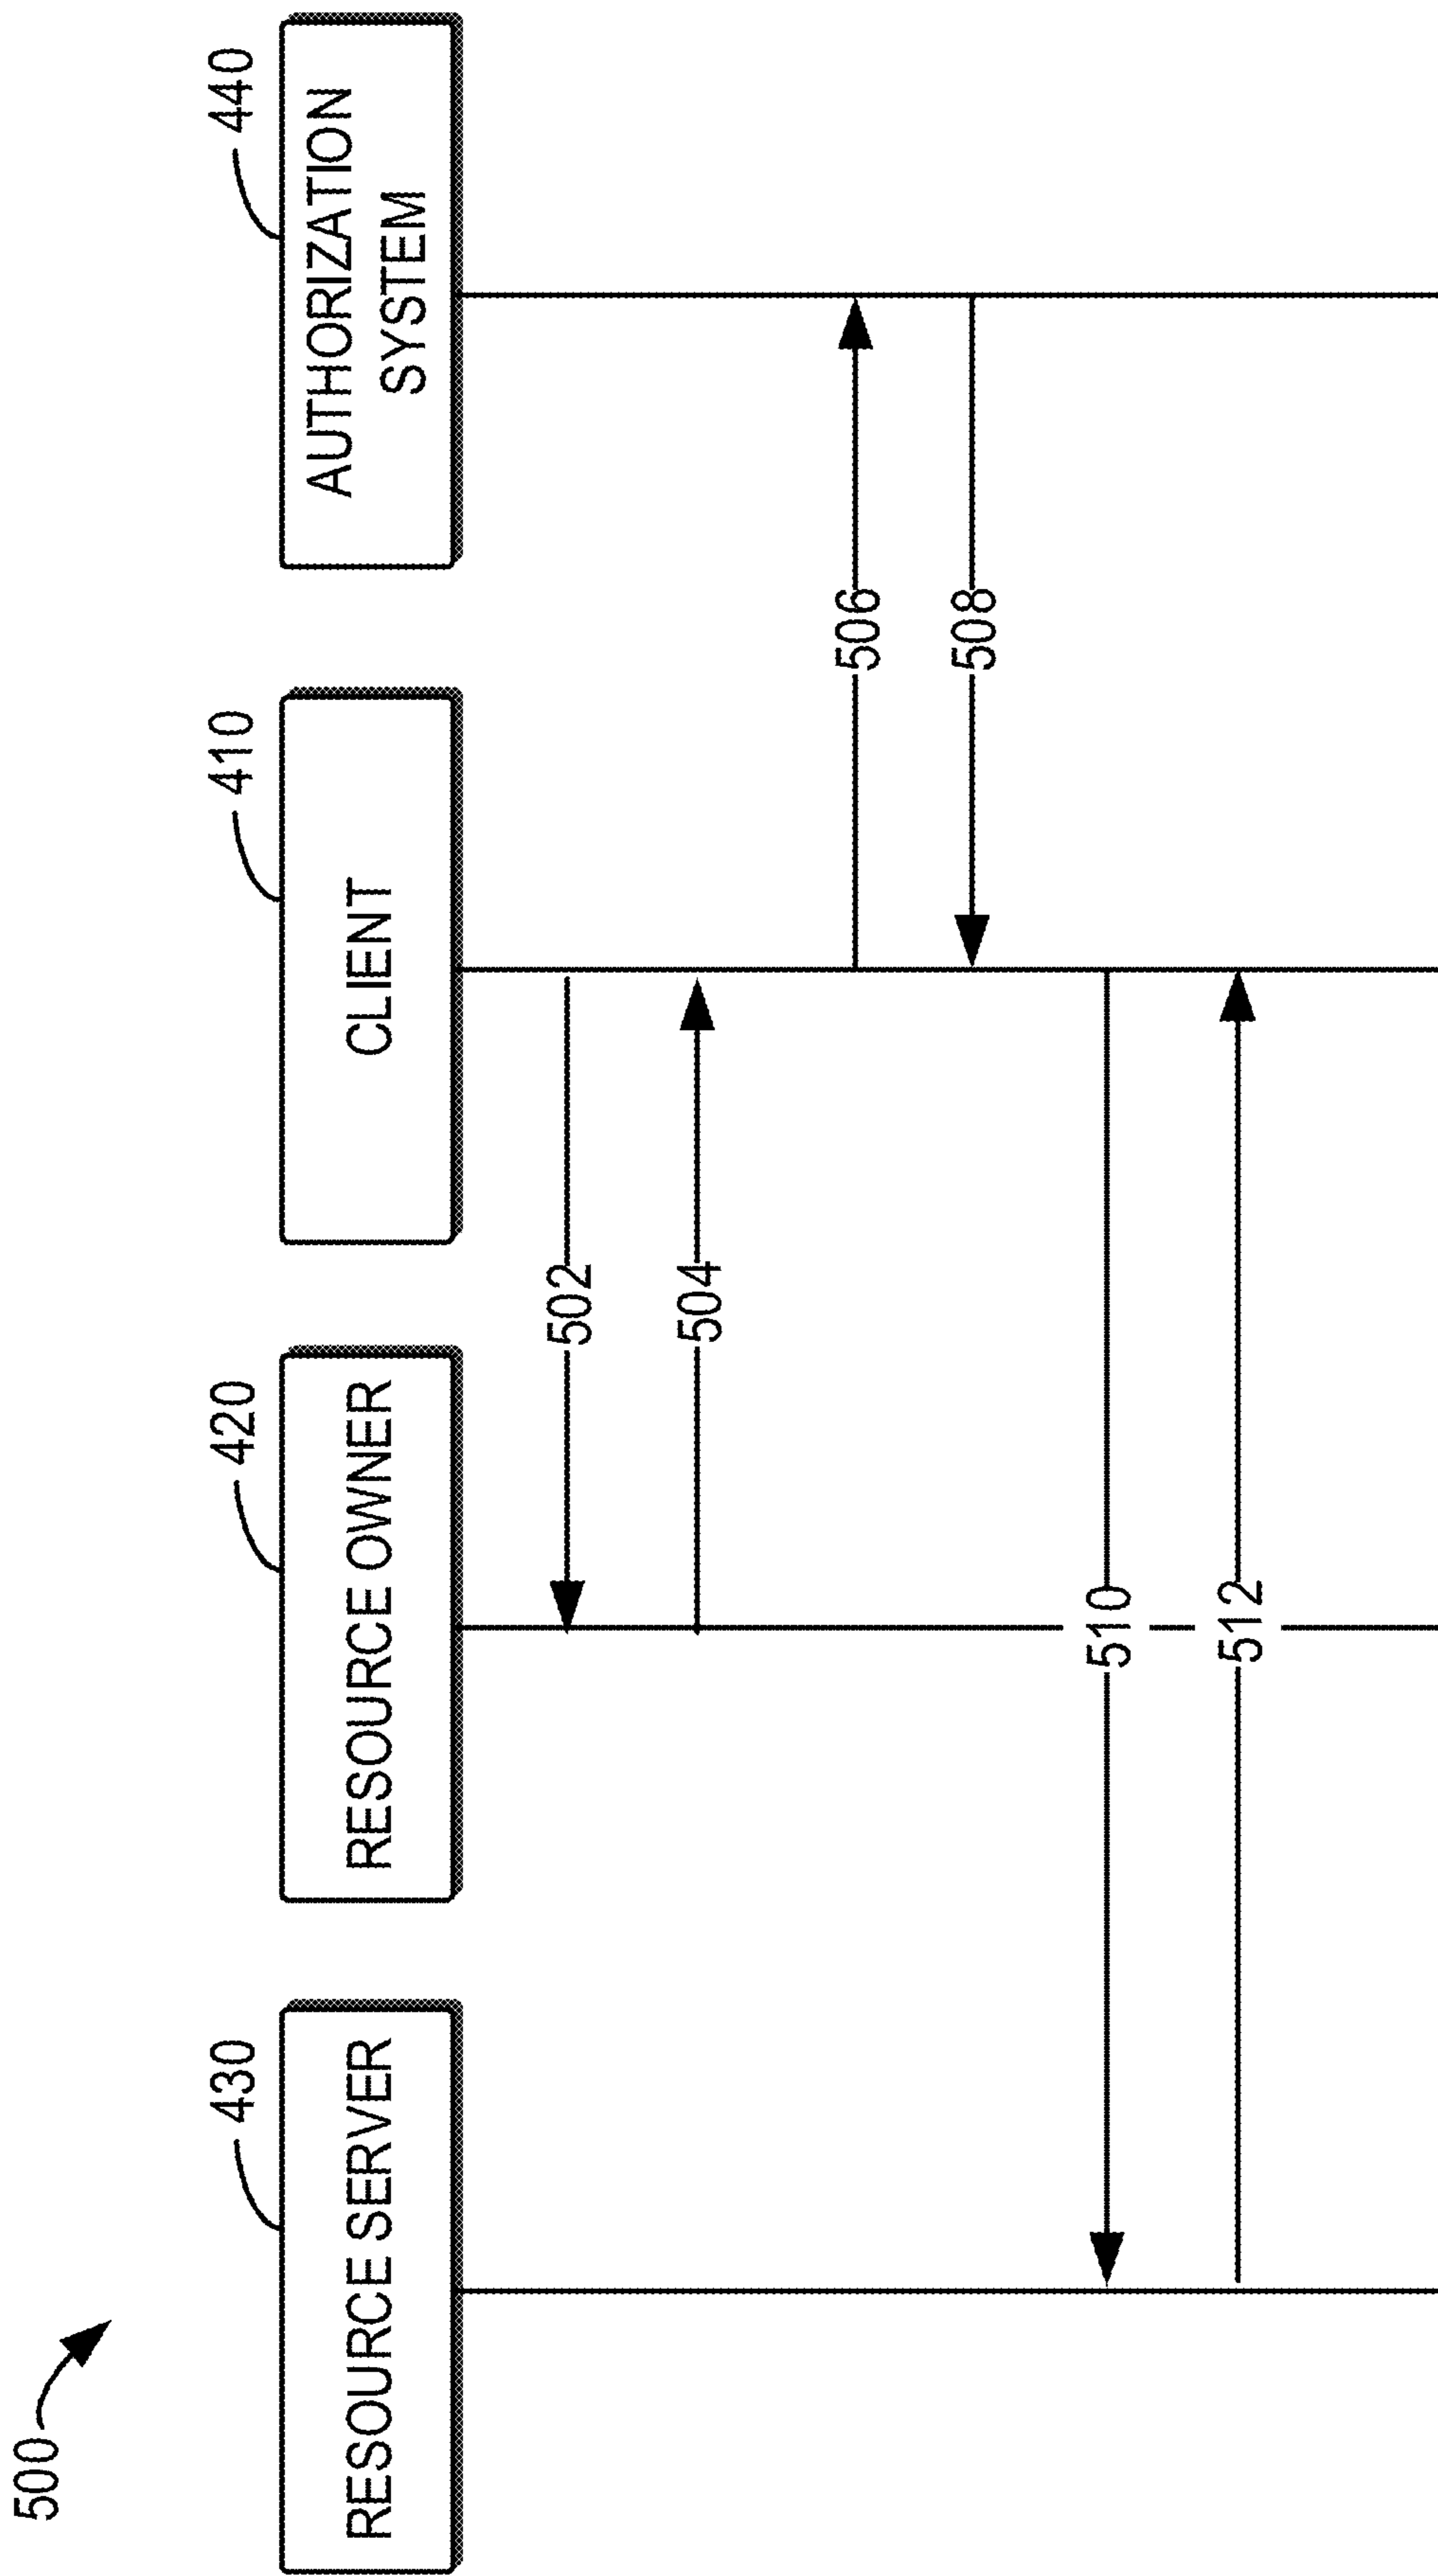 500
430
420
410
440
RESOURCE SERVER
RESOURCE OWNER
CLIENT
AUTHORIZATION
SYSTEM
502
504
506
508
510
512